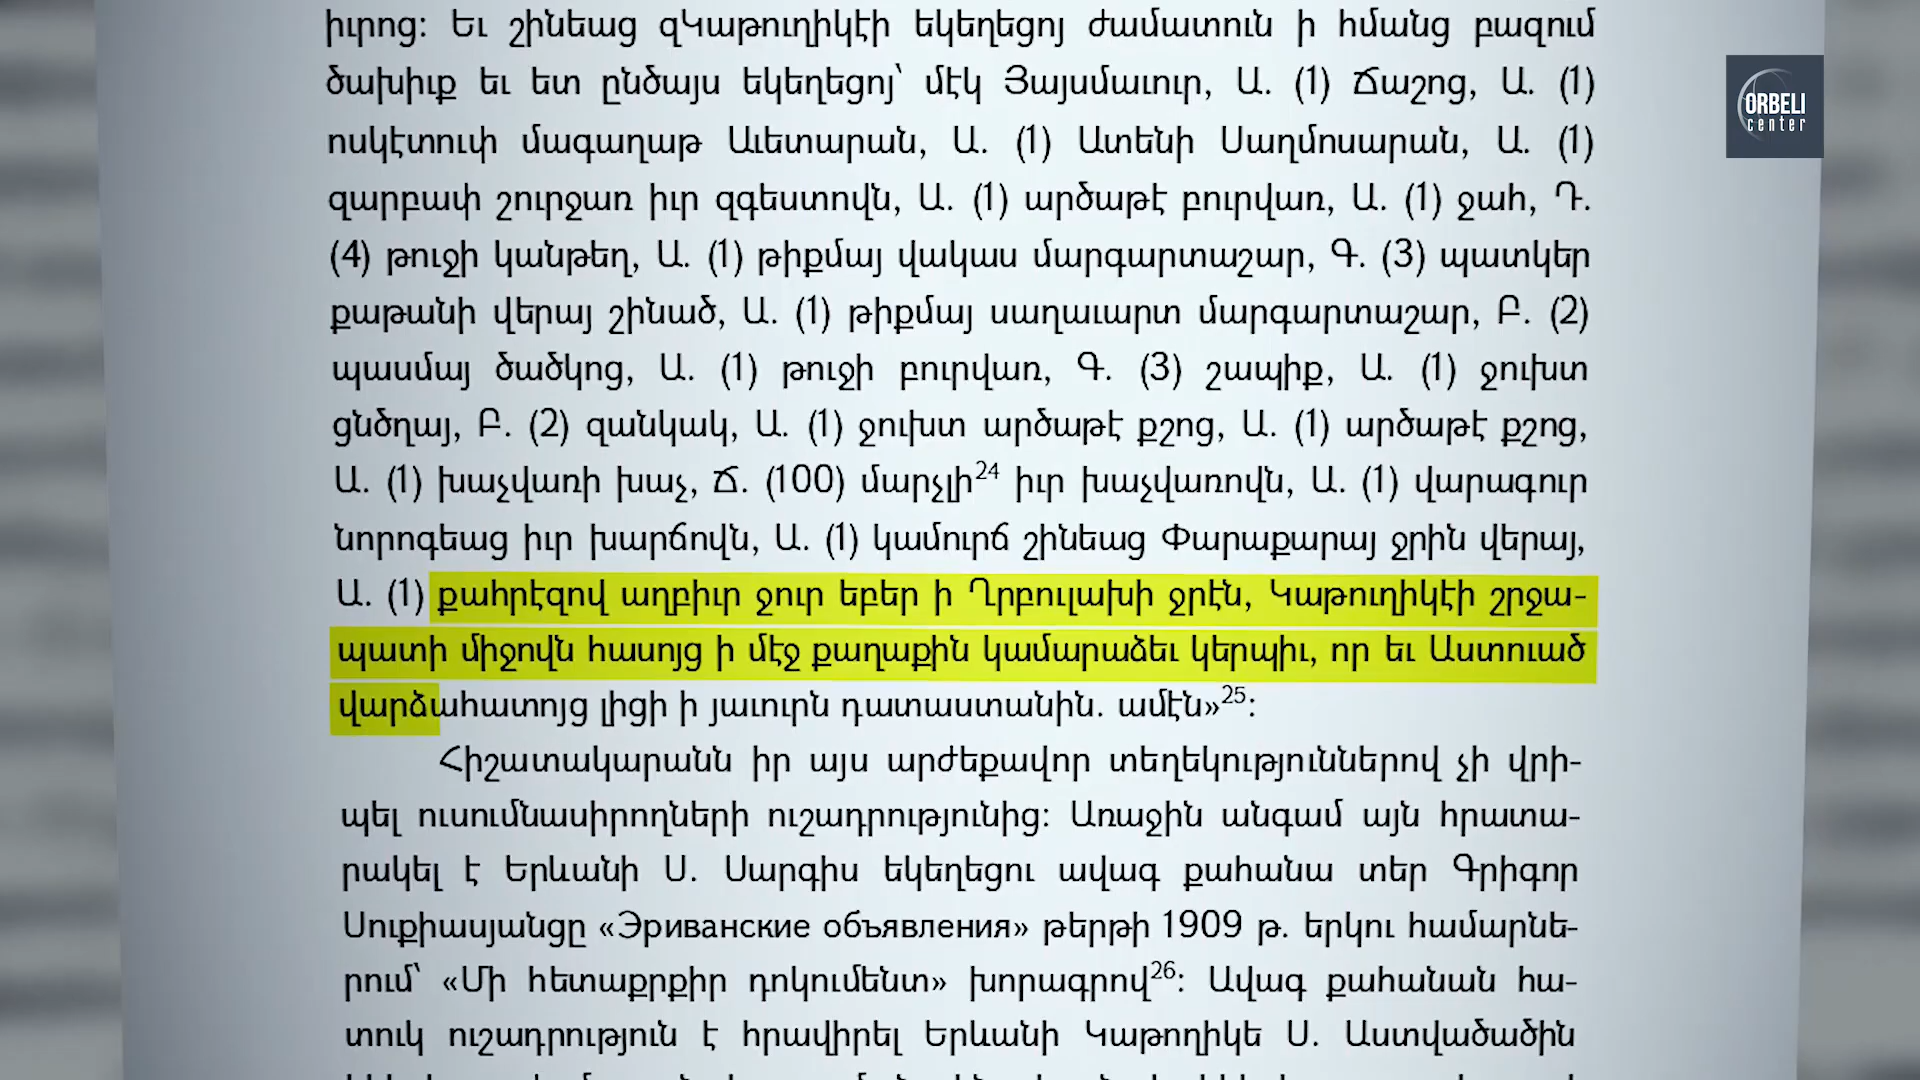 իւրոց։ Եւ շինեաց զԿաթուղիկէի եկեղեցոյ ժամատուն ի հմանց բազում
ծախիւք եւ ետ ընծայս եկեղեցոյ՝ մէկ Յայսմաւուր, Ա. (1) Ճաշոց, Ա. (1)
ոսկէտուփ մագաղաթ Աւետարան, Ա. (1) Ատենի Սաղմոսարան, Ա. (1)
զարբափ շուրջառ իւր զգեստովն, Ա. (1) արծաթէ բուրվառ, Ա. (1) ջահ, Դ.
(4) թուջի կանթեղ, Ա. (1) թիքմայ վակաս մարգարտաշար, Գ. (3) պատկեր
քաթանի վերայ շինած, Ա. (1) թիքմայ սաղաւարտ մարգարտաշար, Բ. (2)
պասմայ ծածկոց, Ա. (1) թուջի բուրվառ, Գ. (3) շապիք, Ա. (1) ջուխտ
ցնծղայ, Բ. (2) զանկակ, Ա. (1) ջուխտ արծաթէ քշոց, Ա. (1) արծաթէ քշոց,
Ա. (1) խաչվառի խաչ, Ճ. (100) մարչլի24 իւր խաչվառովն, Ա. (1) վարագուր
նորոգեաց իւր խարճովն, Ա. (1) կամուրճ շինեաց Փարաքարայ ջրին վերայ,
Ա. (1) քահրէզով աղբիւր ջուր եբեր ի Ղրբուլախի ջրէն, Կաթուղիկէի շրջա-
պատի միջովն հասոյց ի մէջ քաղաքին կամարաձեւ կերպիւ, որ եւ Աստուած
վարձահատոյց լիցի ի յաւուրն դատաստանին. ամէն»25։
Հիշատակարանն իր այս արժեքավոր տեղեկություններով չի վրի-
պել ուսումնասիրողների ուշադրությունից։ Առաջին անգամ այն հրատա-
րակել է Երևանի Ս. Սարգիս եկեղեցու ավագ քահանա տեր Գրիգոր
Սուքիասյանցը «Эриванские объявления» թերթի 1909 թ. երկու համարնե-
րում՝ «Մի հետաքրքիր դոկումենտ» խորագրով26։ Ավագ քահանան հա-
տուկ ուշադրություն է հրավիրել Երևանի Կաթողիկե Ս. Աստվածածին
ORBELI
center